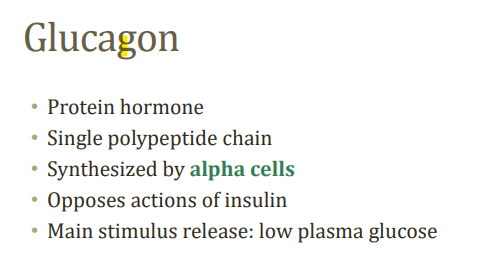 Glucagon
• Protein hormone
• Single polypeptide chain
• Synthesized by alpha cells
• Opposes actions of insulin
• Main stimulus release: low plasma glucose